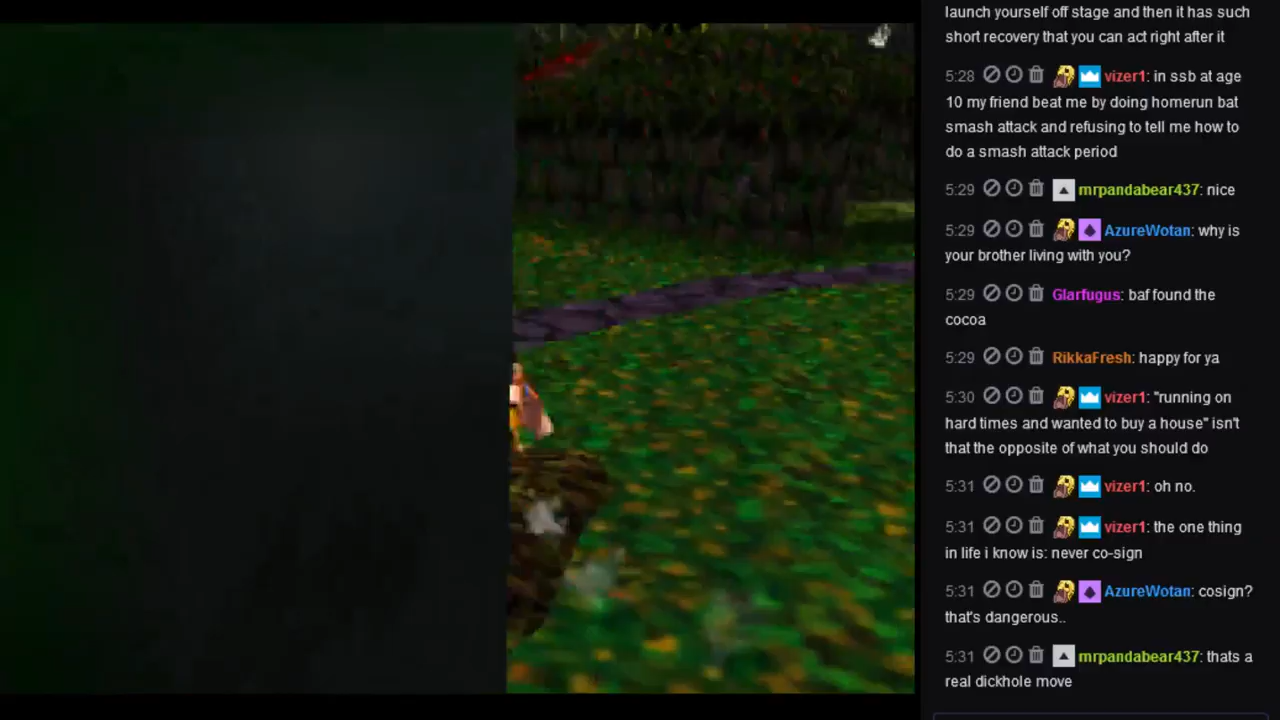 launch yourself off stage and then it has such
short recovery that you can act right after it
5:28 vizer1: in ssb at age
10 my friend beat me by doing homerun bat
smash attack and refusing to tell me how to
do a smash attack period
5:29 mrpandabear437: nice
5:29 AzureWotan: why is
your brother living with you?
5:29 Glarfugus: baf found the
cocoa
5:29 RikkaFresh: happy for ya
5:30 vizer1: "running on
hard times and wanted to buy a house" isn't
that the opposite of what you should do
5:31 vizer1: oh no.
5:31 vizer1: the one thing
in life i know is: never co-sign
5:31 AzureWotan: cosign?
that's dangerous..
5:31 mrpandabear437: thats a
real dickhole move